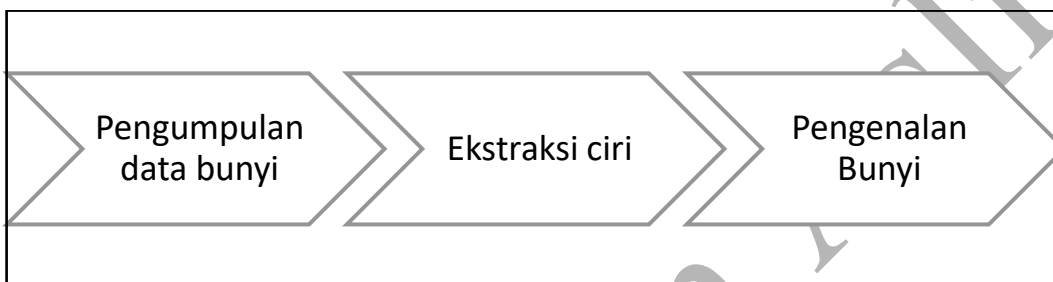 Pengumpulan
data bunyi
Ekstraksi ciri
Pengenalan
Bunyi